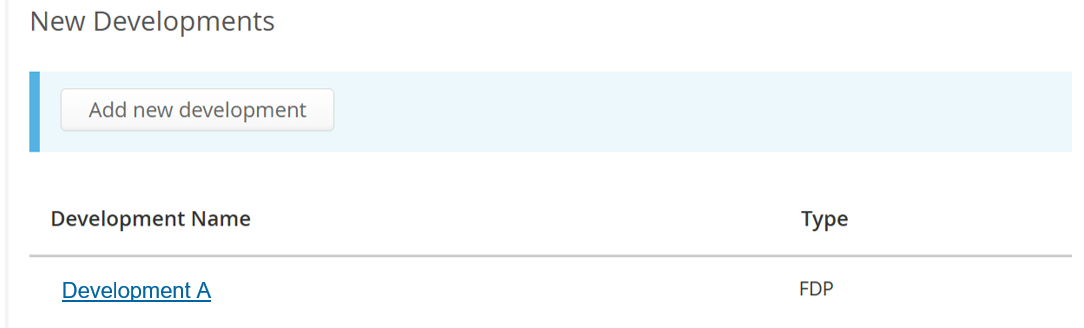 New Developments
Add new development
Development Name Type
Development A FDP